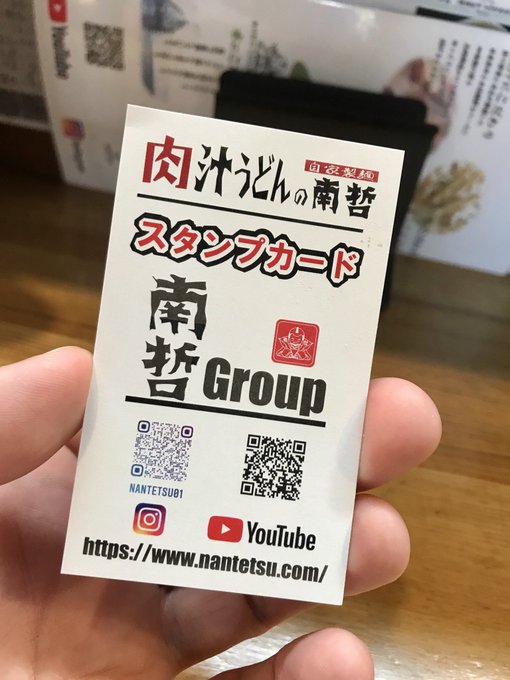 YouTube
肉汁うどんの南哲
自家製麺
スタンプカード
南哲 Group
NANTETSU01
YouTube
https://www.nantetsu.com/